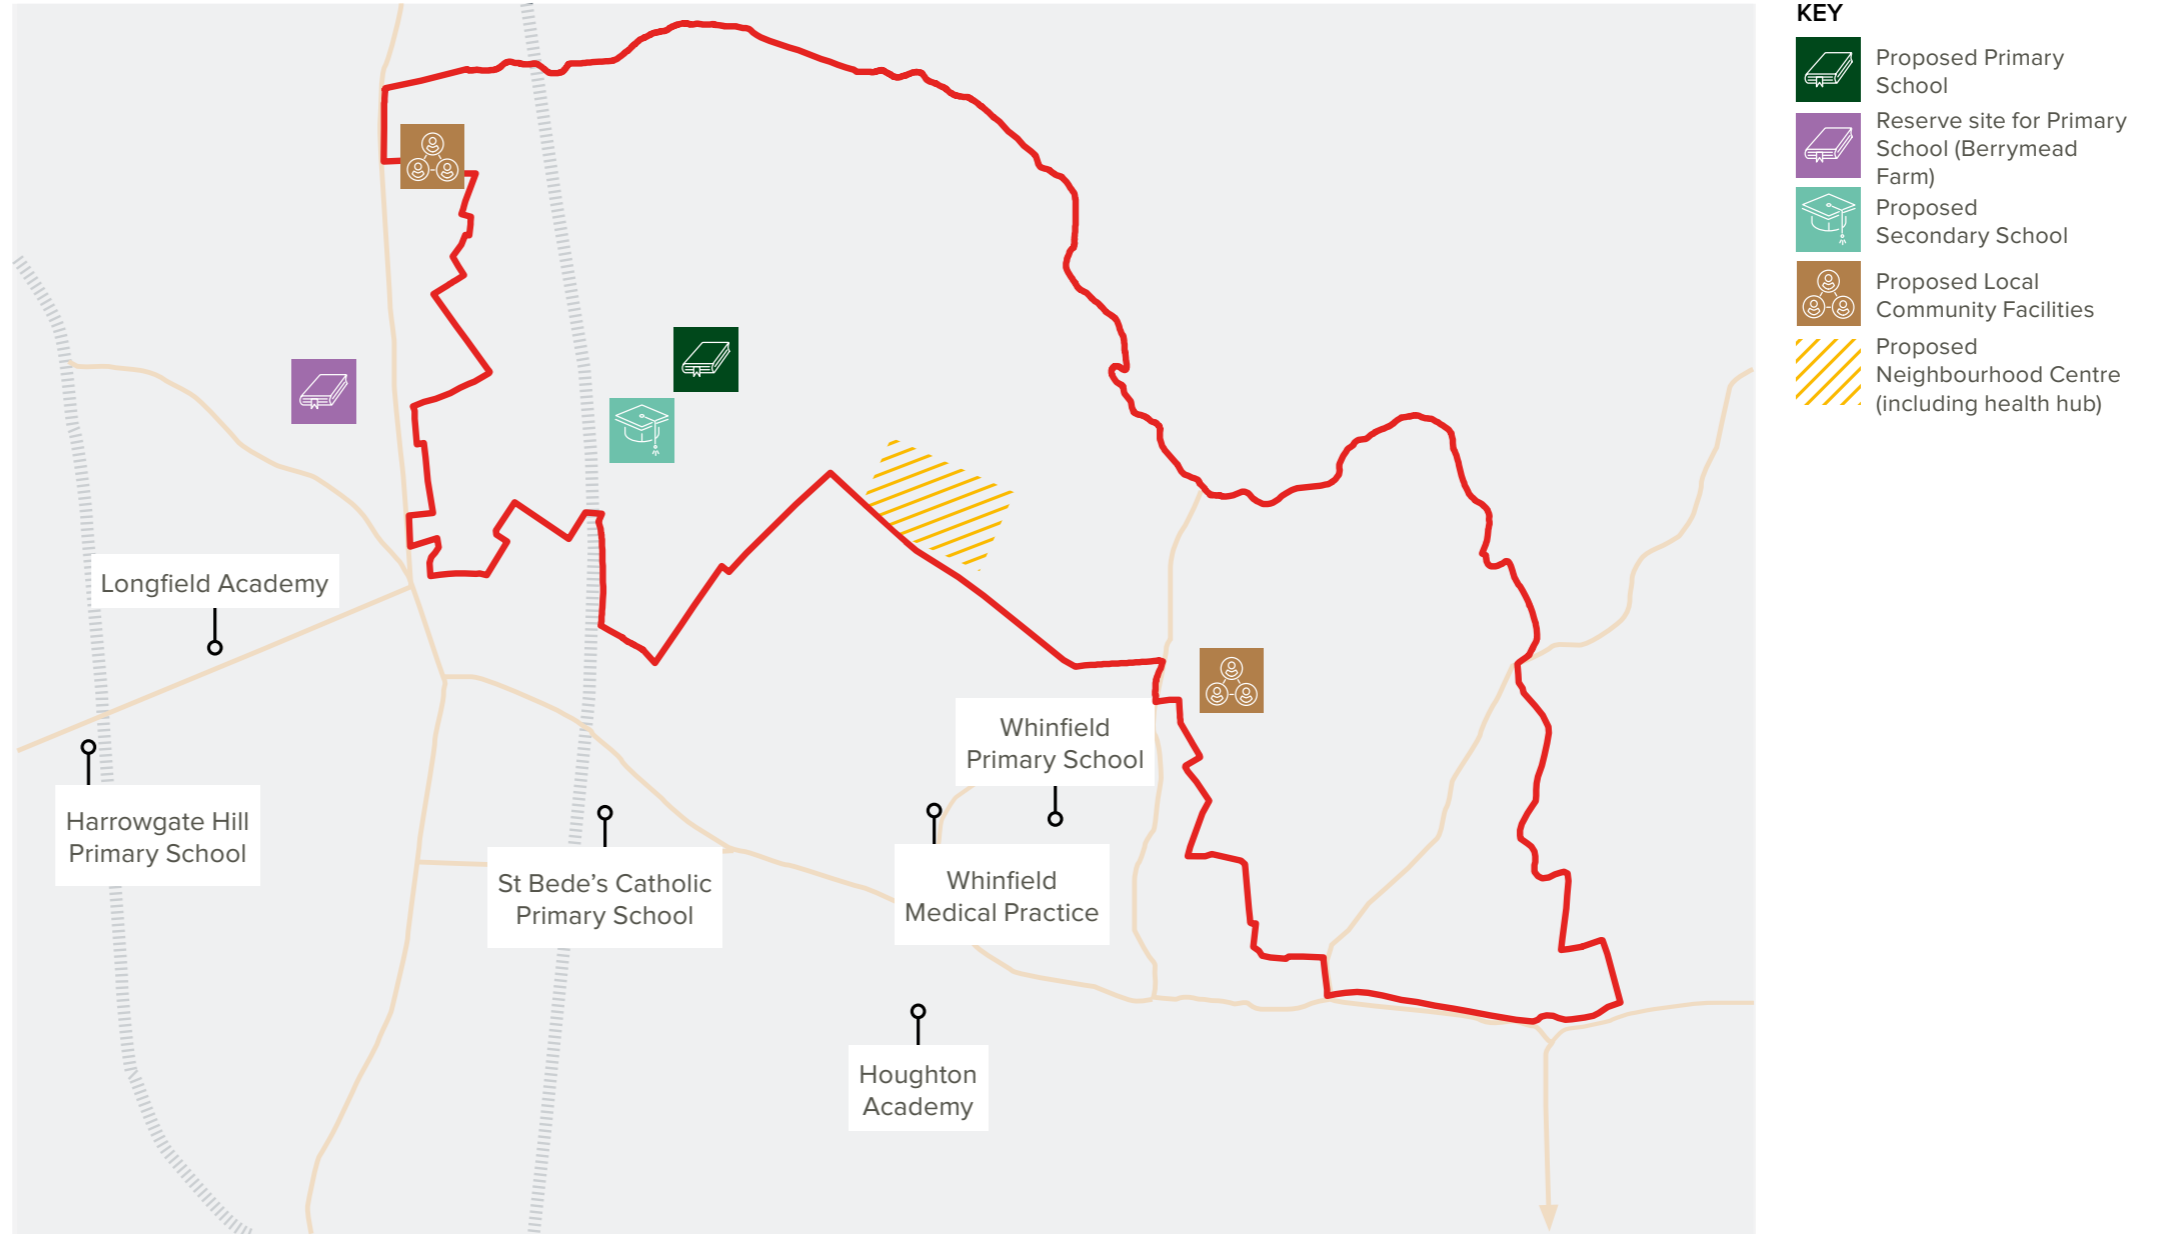 KEY
Proposed Primary
School
Reserve site for Primary
School (Berrymead
Farm)
Proposed
Secondary School
Proposed Local
Community Facilities
Proposed
Neighbourhood Centre
(including health hub)
Longfield Academy
Whinfield
Primary School
Harrowgate Hill
Primary School
St Bede’s Catholic
Primary School
Whinfield
Medical Practice
Houghton
Academy